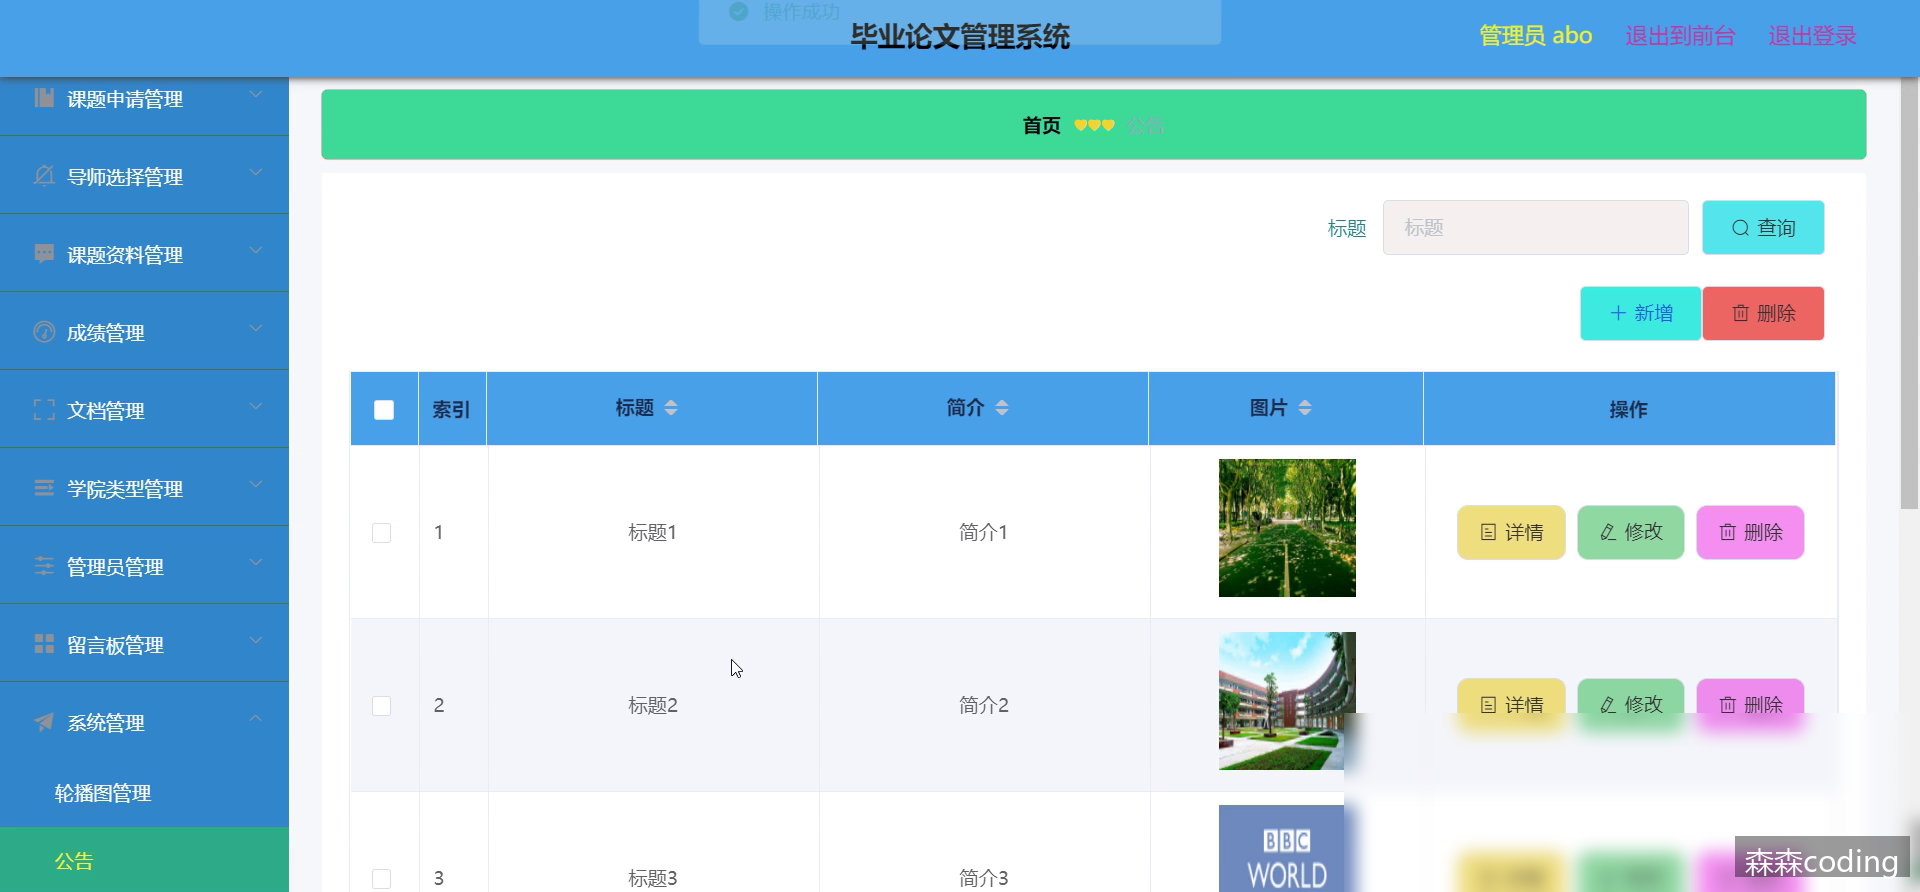 操作成功
毕业论文管理系统
管理员 abo
退出到前台
退出登录
课题申请管理
导师选择管理
课题资料管理
成绩管理
文档管理
学院类型管理
管理员管理
留言板管理
系统管理
轮播图管理
公告
首页 公告
标题 标题 查询
新增 删除
索引 标题 简介 图片 操作
1 标题1 简介1 详情 修改 删除
2 标题2 简介2 详情 修改 删除
3 标题3 简介3
BBC
WORLD
森森coding